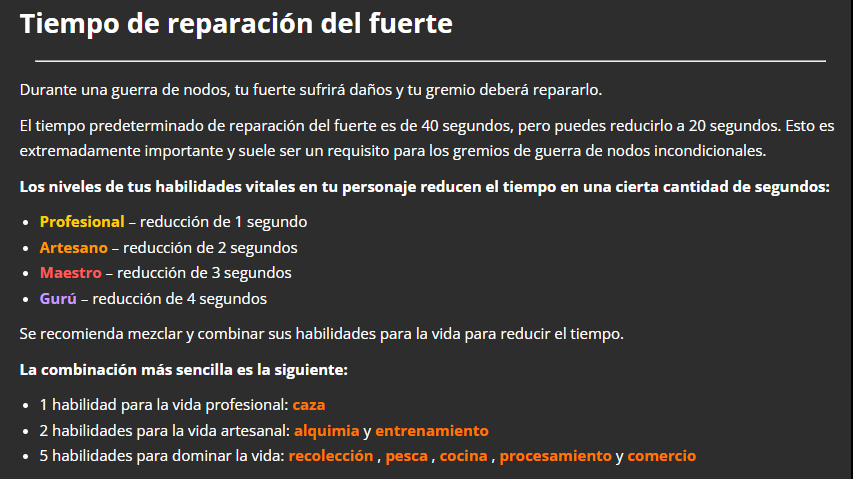 Tiempo de reparación del fuerte
Durante una guerra de nodos, tu fuerte sufrirá daños y tu gremio deberá repararlo.
El tiempo predeterminado de reparación del fuerte es de 40 segundos, pero puedes reducirlo a 20 segundos. Esto es
extremadamente importante y suele ser un requisito para los gremios de guerra de nodos incondicionales.
Los niveles de tus habilidades vitales en tu personaje reducen el tiempo en una cierta cantidad de segundos:
• Profesional – reducción de 1 segundo
• Artesano – reducción de 2 segundos
• Maestro – reducción de 3 segundos
• Gurú – reducción de 4 segundos
Se recomienda mezclar y combinar sus habilidades para la vida para reducir el tiempo.
La combinación más sencilla es la siguiente:
• 1 habilidad para la vida profesional: caza
• 2 habilidades para la vida artesanal: alquimia y entrenamiento
• 5 habilidades para dominar la vida: recolección , pesca , cocina , procesamiento y comercio